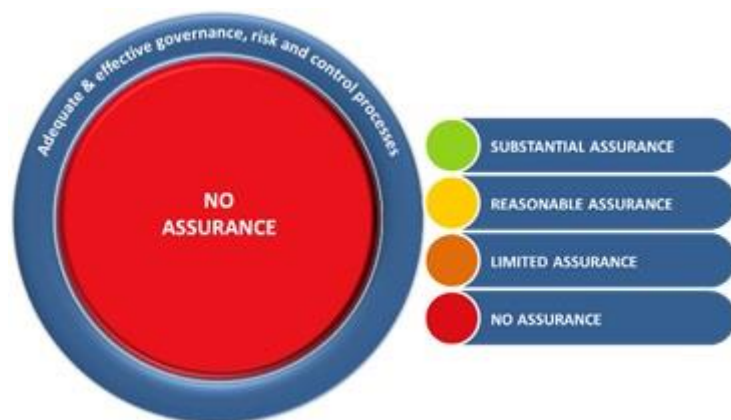 Adequate & effective governance, risk and control processes
NO
ASSURANCE
SUBSTANTIAL ASSURANCE
REASONABLE ASSURANCE
LIMITED ASSURANCE
NO ASSURANCE